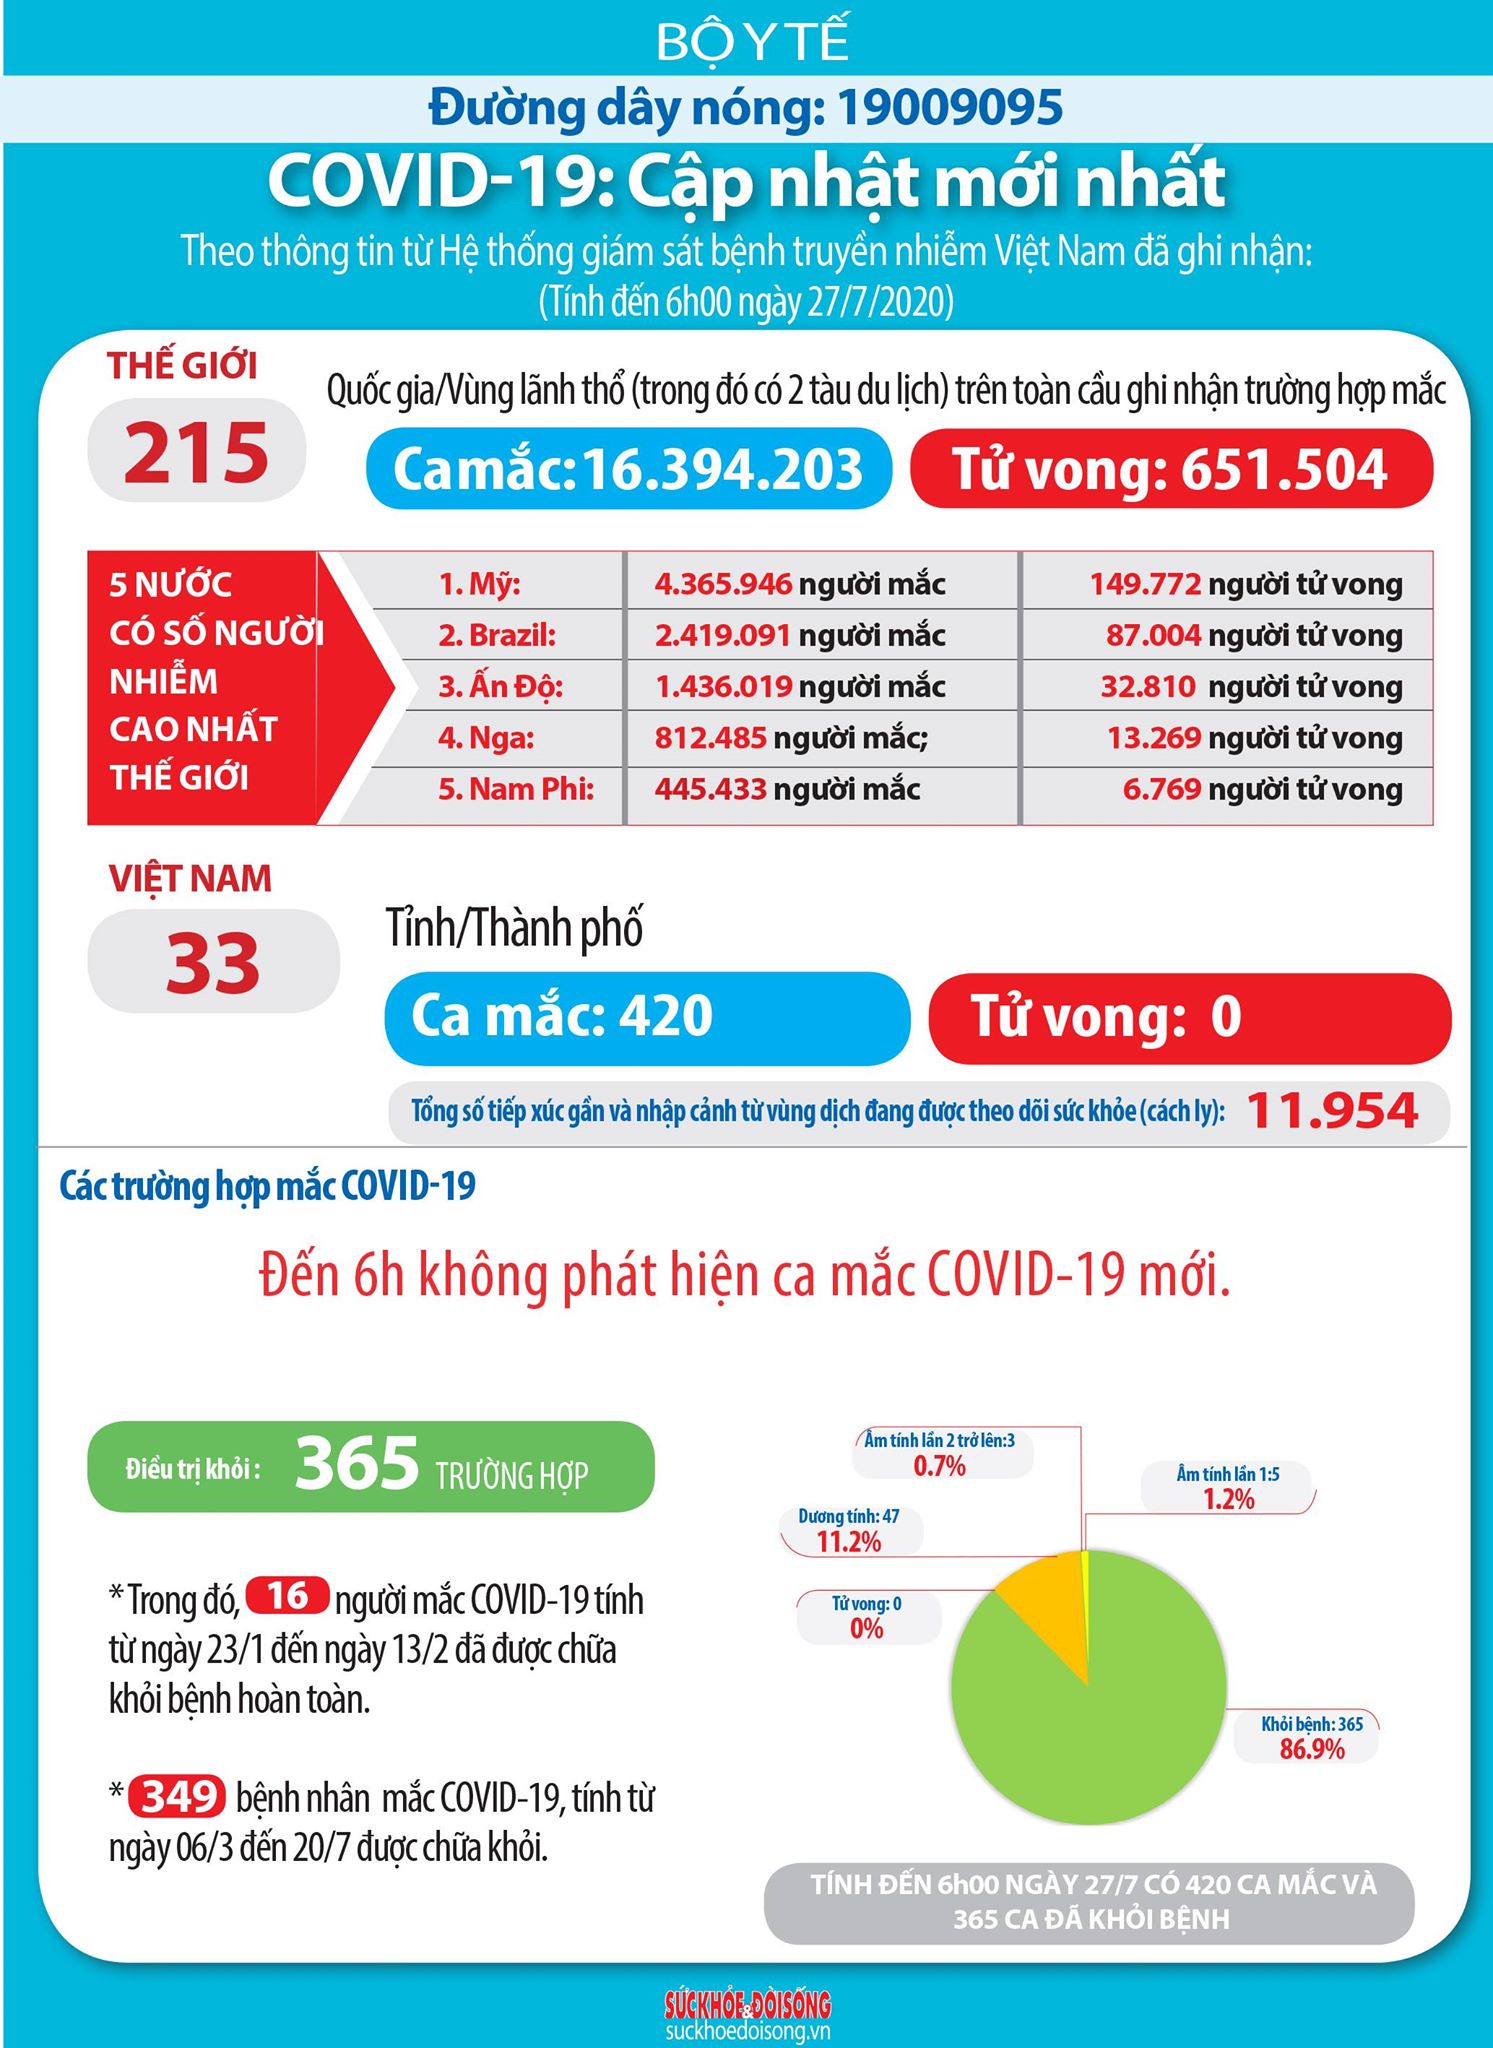 BỘ Y TẾ
Đường dây nóng: 19009095
COVID-19: Cập nhật mới nhất
Theo thông tin từ Hệ thống giám sát bệnh truyền nhiễm Việt Nam đã ghi nhận:
(Tính đến 6h00 ngày 27/7/2020)
THẾ GIỚI
215
Quốc gia/Vùng lãnh thổ (trong đó có 2 tàu du lịch) trên toàn cầu ghi nhận trường hợp mắc
Ca mắc: 16.394.203
Tử vong: 651.504
5 NƯỚC
CÓ SỐ NGƯỜI
NHIỄM
CAO NHẤT
THẾ GIỚI
1. Mỹ: 4.365.946 người mắc 149.772 người tử vong
2. Brazil: 2.419.091 người mắc 87.004 người tử vong
3. Ấn Độ: 1.436.019 người mắc 32.810 người tử vong
4. Nga: 812.485 người mắc; 13.269 người tử vong
5. Nam Phi: 445.433 người mắc 6.769 người tử vong
VIỆT NAM
33
Tỉnh/Thành phố
Ca mắc: 420
Tử vong: 0
Tổng số tiếp xúc gần và nhập cảnh từ vùng dịch đang được theo dõi sức khỏe (cách ly): 11.954
Các trường hợp mắc COVID-19
Đến 6h không phát hiện ca mắc COVID-19 mới.
Điều trị khỏi: 365 TRƯỜNG HỢP
* Trong đó, 16 người mắc COVID-19 tính
từ ngày 23/1 đến ngày 13/2 đã được chữa
khỏi bệnh hoàn toàn.
* 349 bệnh nhân mắc COVID-19, tính từ
ngày 06/3 đến 20/7 được chữa khỏi.
Âm tính lần 2 trở lên:3
0.7%
Âm tính lần 1:5
1.2%
Dương tính: 47
11.2%
Tử vong: 0
0%
Khỏi bệnh: 365
86.9%
TÍNH ĐẾN 6h00 NGÀY 27/7 CÓ 420 CA MẮC VÀ
365 CA ĐÃ KHỎI BỆNH
SỨCKHỎE&ĐỜISỐNG
suckhoedoisong.vn